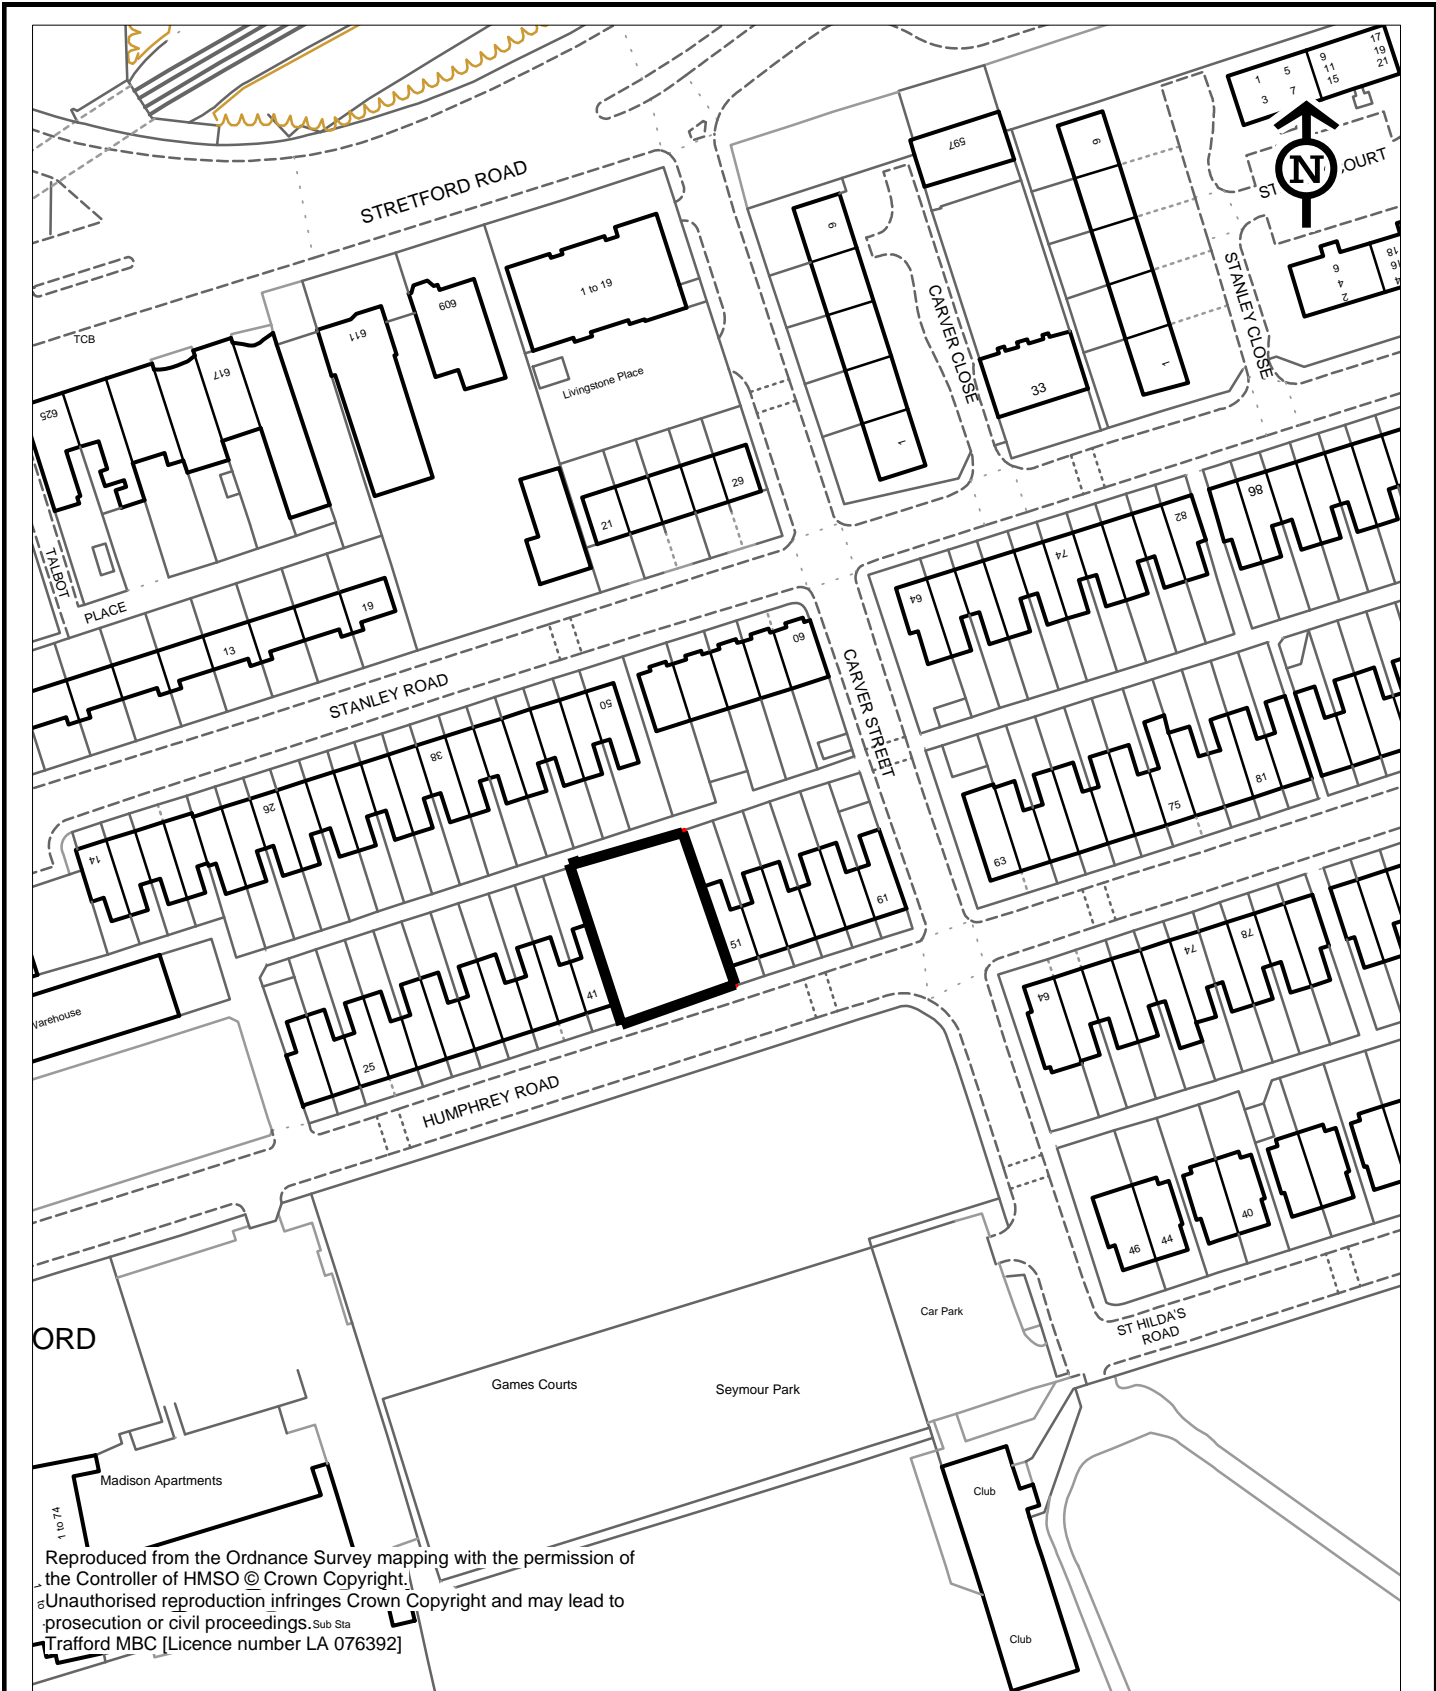 17
19
21
9
11
15
1
5
3
7
N
OURT
ST
597
6
6
STRETFORD ROAD
1 to 19
609
611
TCB
617
625
Livingstone Place
CARVER CLOSE
STANLEY CLOSE
6
4
2
18
16
33
1
1
29
21
86
82
74
64
TALBOT
PLACE
19
13
STANLEY ROAD
60
50
38
26
14
CARVER STREET
81
75
63
61
51
41
25
HUMPHREY ROAD
Warehouse
78
74
64
46
44
40
ST HILDA'S
ROAD
Car Park
ORD
Games Courts
Seymour Park
Madison Apartments
1 to 74
Club
Club
Reproduced from the Ordnance Survey mapping with the permission of
the Controller of HMSO © Crown Copyright.
Unauthorised reproduction infringes Crown Copyright and may lead to
prosecution or civil proceedings.
Sub Sta
Trafford MBC [Licence number LA 076392]